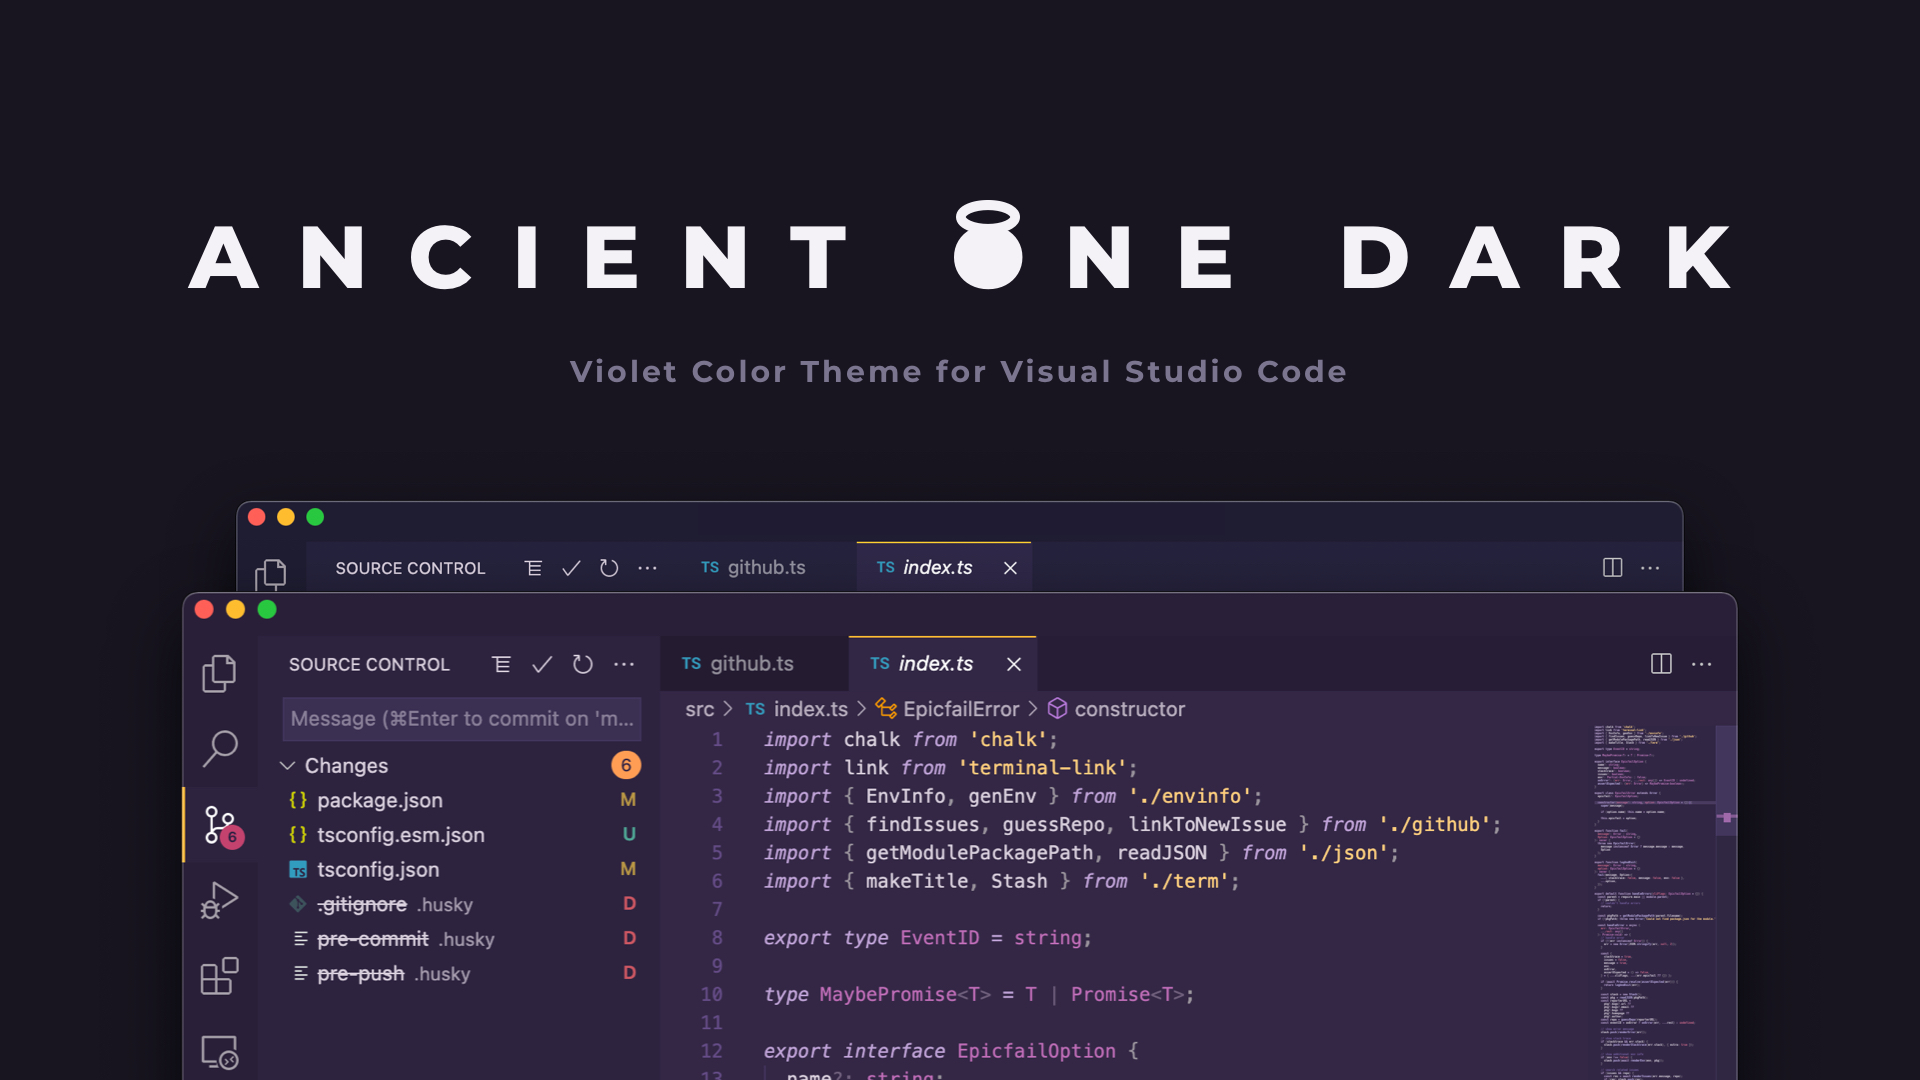 ANCIENT ONE DARK
Violet Color Theme for Visual Studio Code
SOURCE CONTROL
TS github.ts
TS index.ts
SOURCE CONTROL
TS github.ts
TS index.ts
Message (⌘Enter to commit on 'm...
Changes 6
{} package.json M
{} tsconfig.esm.json U
TS tsconfig.json M
.gitignore .husky D
pre-commit .husky D
pre-push .husky D
6
src > TS index.ts > EpicfailError > constructor
1 import chalk from 'chalk';
2 import link from 'terminal-link';
3 import { EnvInfo, genEnv } from './envinfo';
4 import { findIssues, guessRepo, linkToNewIssue } from './github';
5 import { getModulePackagePath, readJSON } from './json';
6 import { makeTitle, Stash } from './term';
7
8 export type EventID = string;
9
10 type MaybePromise<T> = T | Promise<T>;
11
12 export interface EpicfailOption {
13 name?: string;